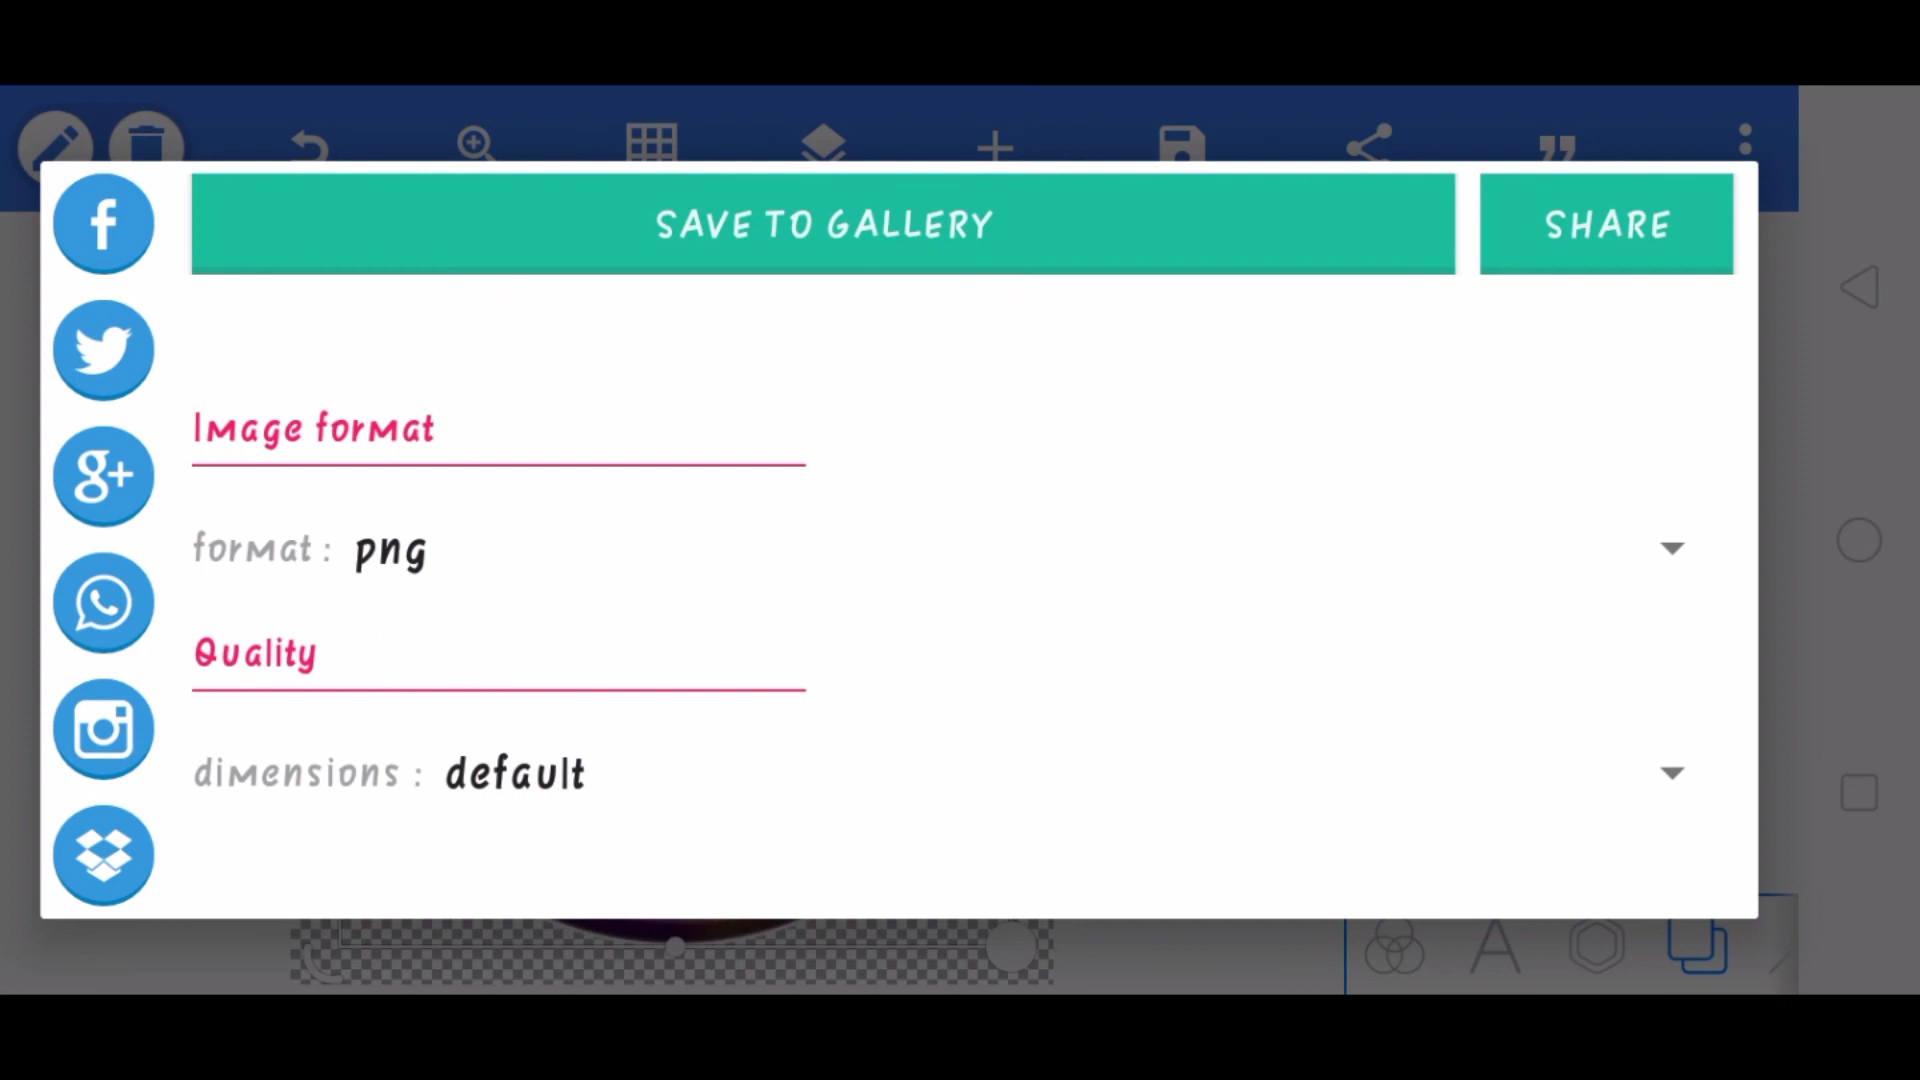 SAVE TO GALLERY
SHARE
Image format
format : png
Quality
dimensions : default